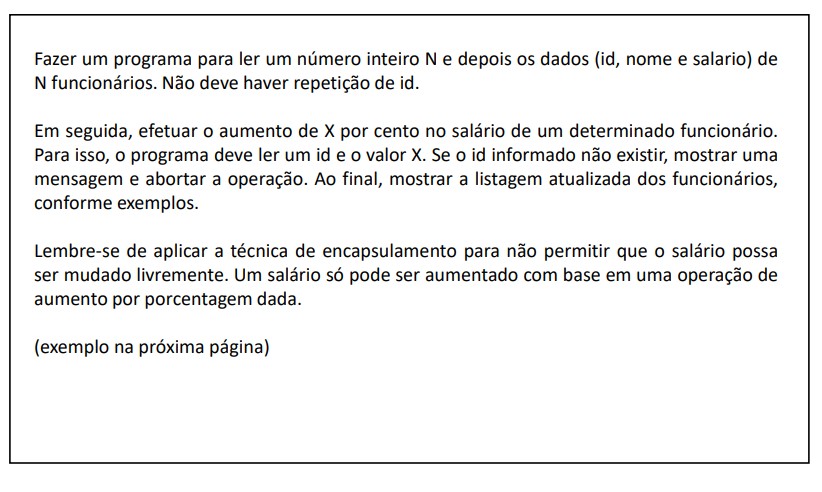 Fazer um programa para ler um número inteiro N e depois os dados (id, nome e salario) de
N funcionários. Não deve haver repetição de id.
Em seguida, efetuar o aumento de X por cento no salário de um determinado funcionário.
Para isso, o programa deve ler um id e o valor X. Se o id informado não existir, mostrar uma
mensagem e abortar a operação. Ao final, mostrar a listagem atualizada dos funcionários,
conforme exemplos.
Lembre-se de aplicar a técnica de encapsulamento para não permitir que o salário possa
ser mudado livremente. Um salário só pode ser aumentado com base em uma operação de
aumento por porcentagem dada.
(exemplo na próxima página)